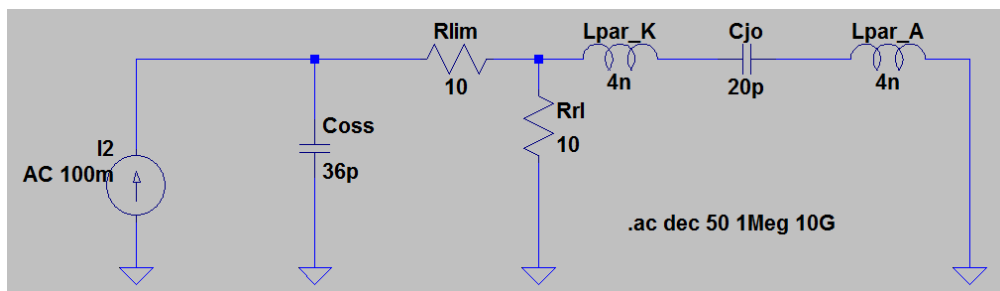 Rlim
10
Lpar_K
4n
Cjo
20p
Lpar_A
4n
I2
AC 100m
Coss
36p
Rrl
10
.ac dec 50 1Meg 10G